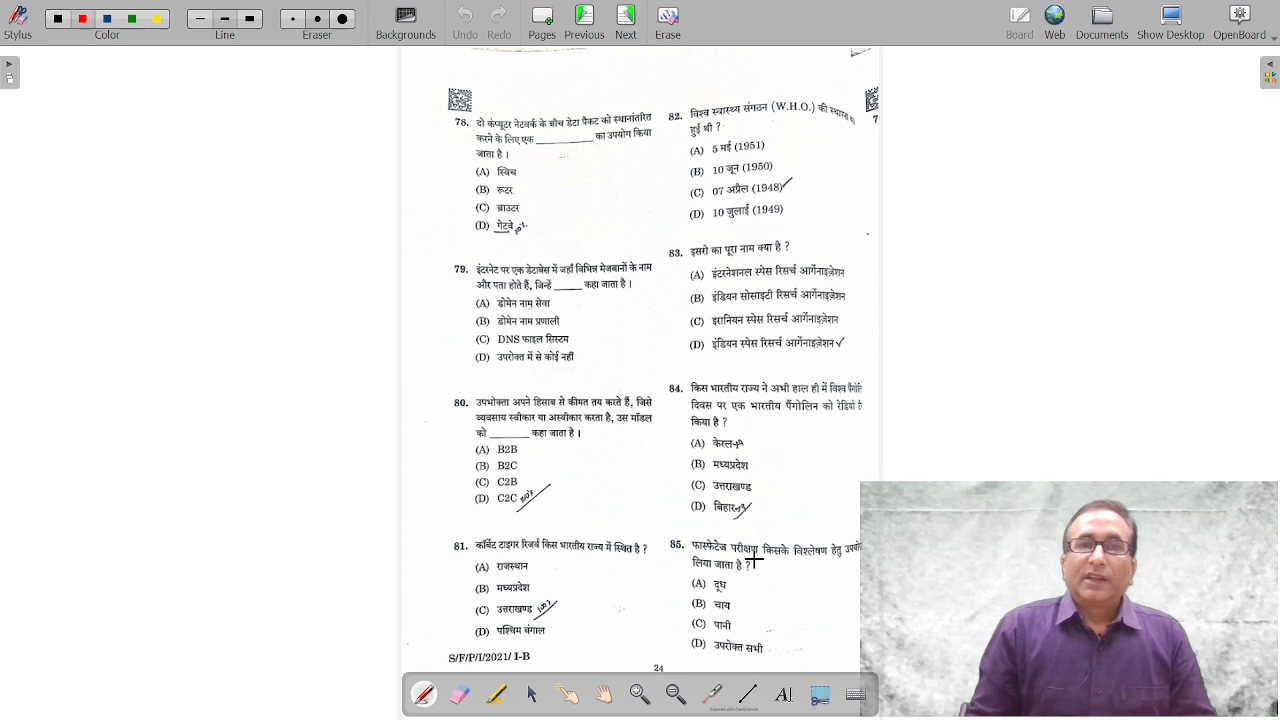 Stylus
Color
Line
Eraser
Backgrounds
Undo
Redo
Pages
Previous
Next
Erase
Board
Web
Documents
Show Desktop
OpenBoard
78. दो कंप्यूटर नेटवर्क के बीच डेटा पैकट को स्थानांतरित
करने के लिए एक __________ का उपयोग किया
जाता है ।
(A) स्विच
(B) रूटर
(C) ब्राउटर
(D) गेटवे
79. इंटरनेट पर एक डेटाबेस में जहाँ विभिन्न मेजबानों के नाम
और पता होते हैं, जिन्हें _____ कहा जाता है ।
(A) डोमेन नाम सेवा
(B) डोमेन नाम प्रणाली
(C) DNS फाइल सिस्टम
(D) उपरोक्त में से कोई नहीं
80. उपभोक्ता अपने हिसाब से कीमत तय करते हैं, जिसे
व्यवसाय स्वीकार या अस्वीकार करता है, उस मॉडल
को _______ कहा जाता है ।
(A) B2B
(B) B2C
(C) C2B
(D) C2C
81. कॉर्बेट टाइगर रिजर्व किस भारतीय राज्य में स्थित है ?
(A) राजस्थान
(B) मध्यप्रदेश
(C) उत्तराखण्ड
(D) पश्चिम बंगाल
S/F/P/I/2021/ I-B
82. विश्व स्वास्थ्य संगठन (W.H.O.) की स्थापना
हुई थी ?
(A) 5 मई (1951)
(B) 10 जून (1950)
(C) 07 अप्रैल (1948)
(D) 10 जुलाई (1949)
83. इसरो का पूरा नाम क्या है ?
(A) इंटरनेशनल स्पेस रिसर्च आर्गेनाइज़ेशन
(B) इंडियन सोसाइटी रिसर्च आर्गेनाइज़ेशन
(C) इरानियन स्पेस रिसर्च आर्गेनाइज़ेशन
(D) इंडियन स्पेस रिसर्च आर्गेनाइज़ेशन
84. किस भारतीय राज्य ने अभी हाल ही में विश्व
दिवस पर एक भारतीय पैंगोलिन को रेडियो
किया है ?
(A) केरल
(B) मध्यप्रदेश
(C) उत्तराखण्ड
(D) बिहार
85. फास्फेटेज परीक्षण किसके विश्लेषण हेतु
लिया जाता है ?
(A) दूध
(B) चाय
(C) पानी
(D) उपरोक्त सभी
24
7